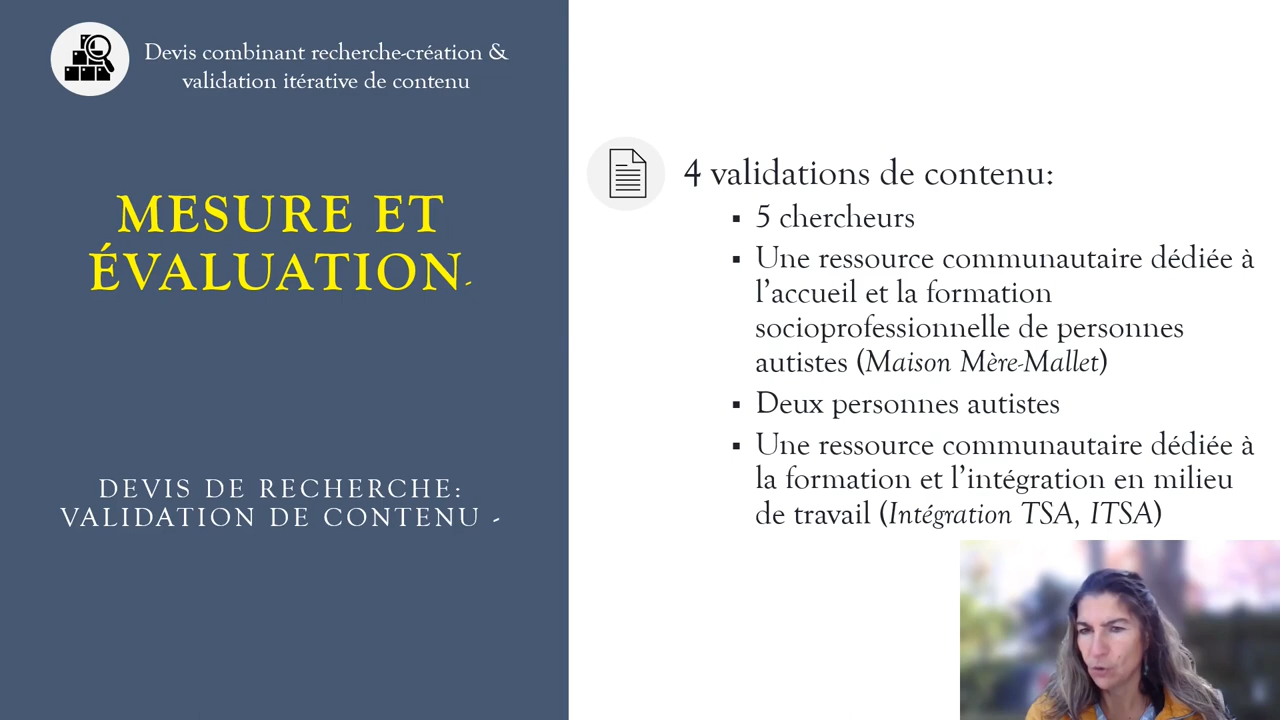 Devis combinant recherche-création &
validation itérative de contenu
MESURE ET
ÉVALUATION
DEVIS DE RECHERCHE:
VALIDATION DE CONTENU -
4 validations de contenu:
▪ 5 chercheurs
▪ Une ressource communautaire dédiée à
l'accueil et la formation
socioprofessionnelle de personnes
autistes (Maison Mère-Mallet)
▪ Deux personnes autistes
▪ Une ressource communautaire dédiée à
la formation et l'intégration en milieu
de travail (Intégration TSA, ITSA)